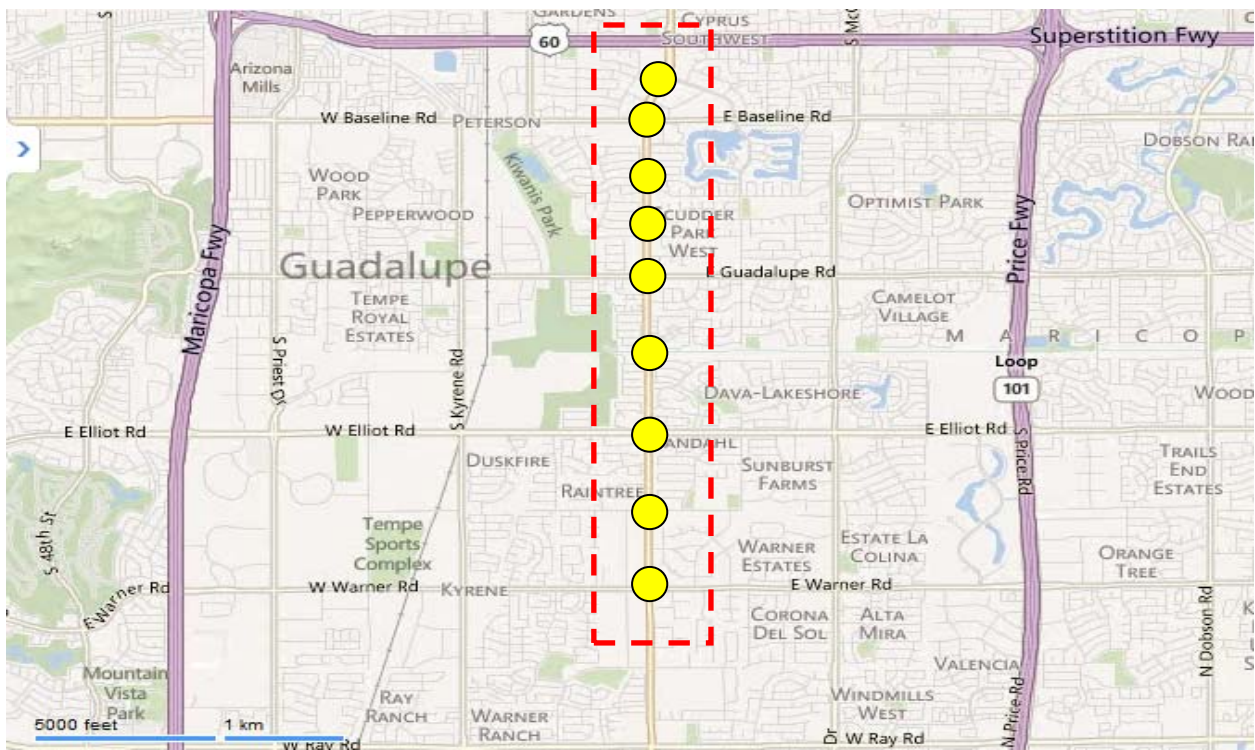 GARDENS
CYPRUS
SOUTHWEST
60
Superstition Fwy
S
S McC
Arizona
Mills
W Baseline Rd
PETERSON
E Baseline Rd
DOBSON RA
WOOD
PARK
PEPPERWOOD
Kiwanis Park
SCUDDER
PARK
WEST
OPTIMIST PARK
Maricopa Fwy
Price Fwy
Guadalupe
E Guadalupe Rd
TEMPE
ROYAL
ESTATES
CAMELOT
VILLAGE
M A R I C O P
S Priest Dr
S Kyrene Rd
Loop
101
DAVA-LAKESHORE
WOOD
E Elliot Rd
W Elliot Rd
ANDAHL
E Elliot Rd
S Price Rd
DUSKFIRE
SUNBURST
FARMS
TRAILS
END
ESTATES
RAINTREE
S 48th St
Tempe
Sports
Complex
WARNER
ESTATES
ESTATE LA
COLINA
ORANGE
TREE
E Warner Rd
W Warner Rd
KYRENE
E Warner Rd
N Dobson Rd
CORONA
DEL SOL
ALTA
MIRA
Mountain
Vista
Park
VALENCIA
N Price Rd
RAY
RANCH
WARNER
RANCH
WINDMILLS
WEST
5000 feet
1 km
W Ray Rd
Dr
W Ray Rd